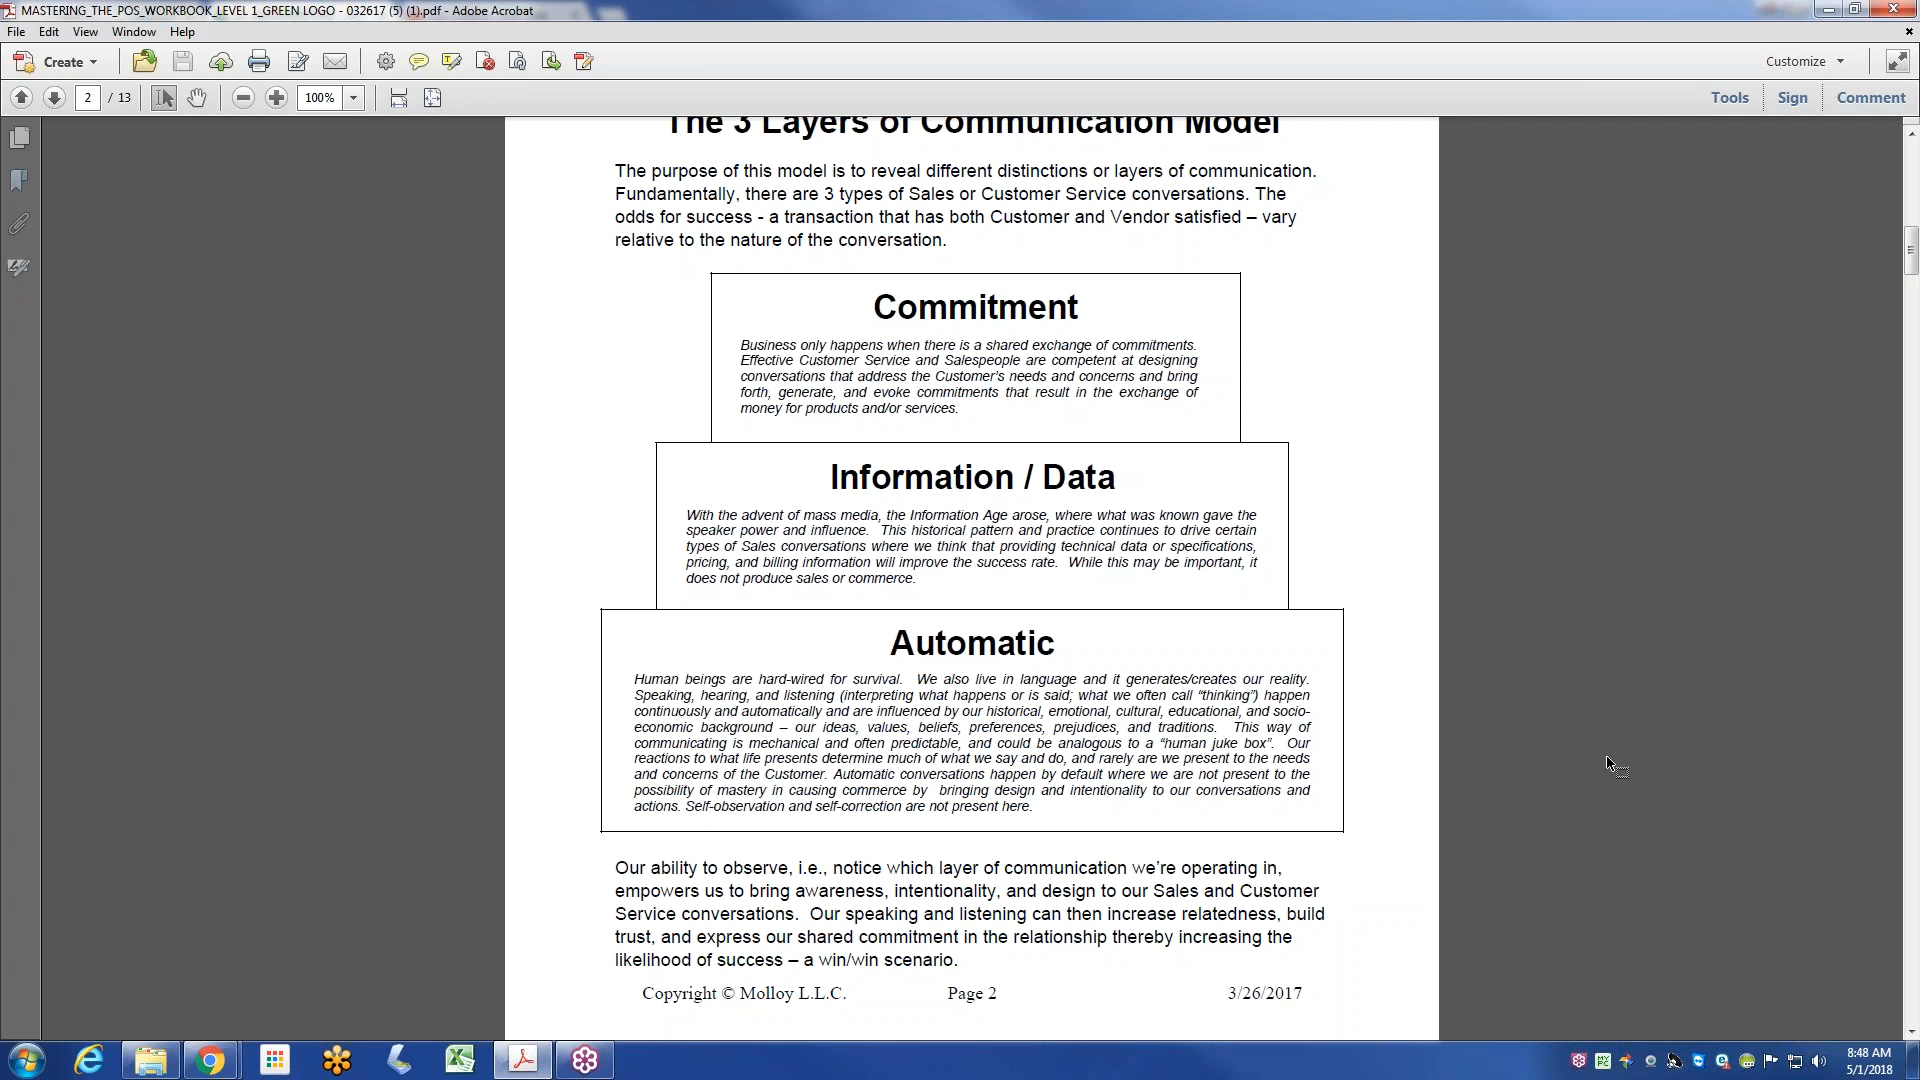 MASTERING_THE_POS_WORKBOOK_LEVEL 1_GREEN LOGO - 032617 (5) (1).pdf - Adobe Acrobat
File Edit View Window Help
Create
Customize
2 / 13
100%
Tools Sign Comment
The 3 Layers of Communication Model
The purpose of this model is to reveal different distinctions or layers of communication.
Fundamentally, there are 3 types of Sales or Customer Service conversations. The
odds for success - a transaction that has both Customer and Vendor satisfied – vary
relative to the nature of the conversation.
Commitment
Business only happens when there is a shared exchange of commitments.
Effective Customer Service and Salespeople are competent at designing
conversations that address the Customer's needs and concerns and bring
forth, generate, and evoke commitments that result in the exchange of
money for products and/or services.
Information / Data
With the advent of mass media, the Information Age arose, where what was known gave the
speaker power and influence. This historical pattern and practice continues to drive certain
types of Sales conversations where we think that providing technical data or specifications,
pricing, and billing information will improve the success rate. While this may be important, it
does not produce sales or commerce.
Automatic
Human beings are hard-wired for survival. We also live in language and it generates/creates our reality.
Speaking, hearing, and listening (interpreting what happens or is said; what we often call "thinking") happen
continuously and automatically and are influenced by our historical, emotional, cultural, educational, and socio-
economic background – our ideas, values, beliefs, preferences, prejudices, and traditions. This way of
communicating is mechanical and often predictable, and could be analogous to a "human juke box". Our
reactions to what life presents determine much of what we say and do, and rarely are we present to the needs
and concerns of the Customer. Automatic conversations happen by default where we are not present to the
possibility of mastery in causing commerce by bringing design and intentionality to our conversations and
actions. Self-observation and self-correction are not present here.
Our ability to observe, i.e., notice which layer of communication we're operating in,
empowers us to bring awareness, intentionality, and design to our Sales and Customer
Service conversations. Our speaking and listening can then increase relatedness, build
trust, and express our shared commitment in the relationship thereby increasing the
likelihood of success – a win/win scenario.
Copyright © Molloy L.L.C. Page 2 3/26/2017
8:48 AM
5/1/2018